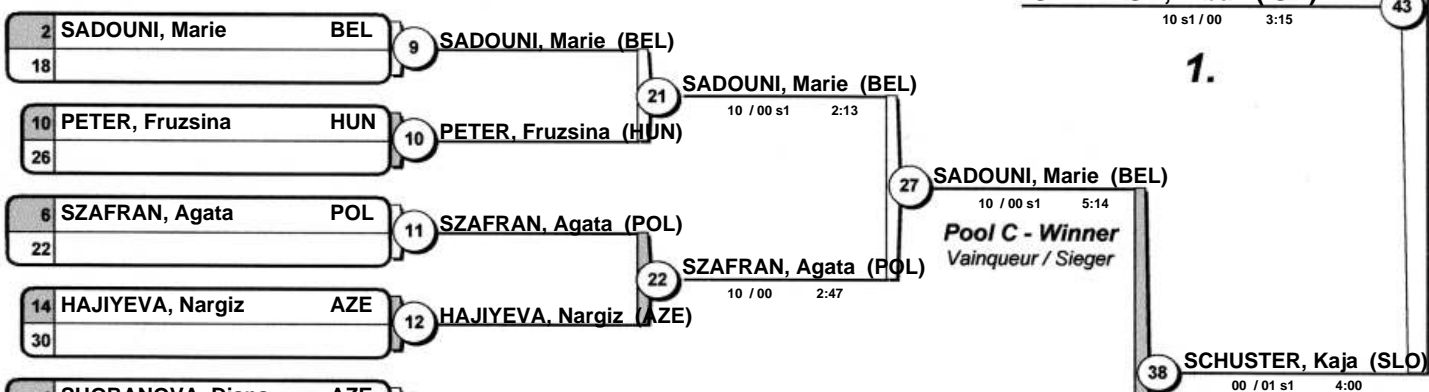 43
10 s1 / 00 3:15
1.
2 SADOUNI, Marie BEL
18
9 SADOUNI, Marie (BEL)
21 SADOUNI, Marie (BEL)
10 / 00 s1 2:13
10 PETER, Fruzsina HUN
26
10 PETER, Fruzsina (HUN)
27 SADOUNI, Marie (BEL)
10 / 00 s1 5:14
Pool C - Winner
Vainqueur / Sieger
6 SZAFRAN, Agata POL
22
11 SZAFRAN, Agata (POL)
22 SZAFRAN, Agata (POL)
10 / 00 2:47
14 HAJIYEVA, Nargiz AZE
30
12 HAJIYEVA, Nargiz (AZE)
38 SCHUSTER, Kaja (SLO)
00 / 01 s1 4:00
AZE